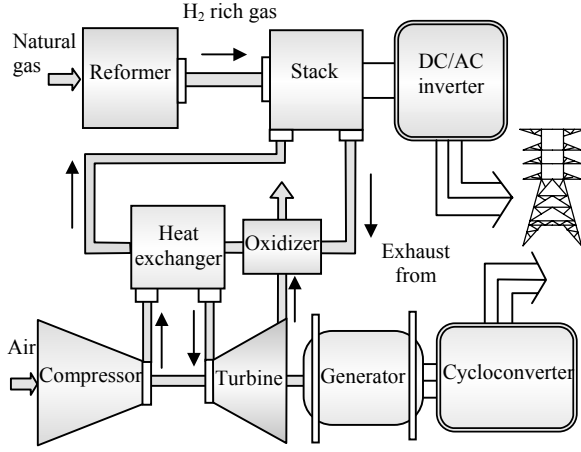 H2 rich gas
Natural
gas
Reformer
Stack
DC/AC
inverter
Heat
exchanger
Oxidizer
Exhaust
from
Air
Compressor
Turbine
Generator
Cycloconverter